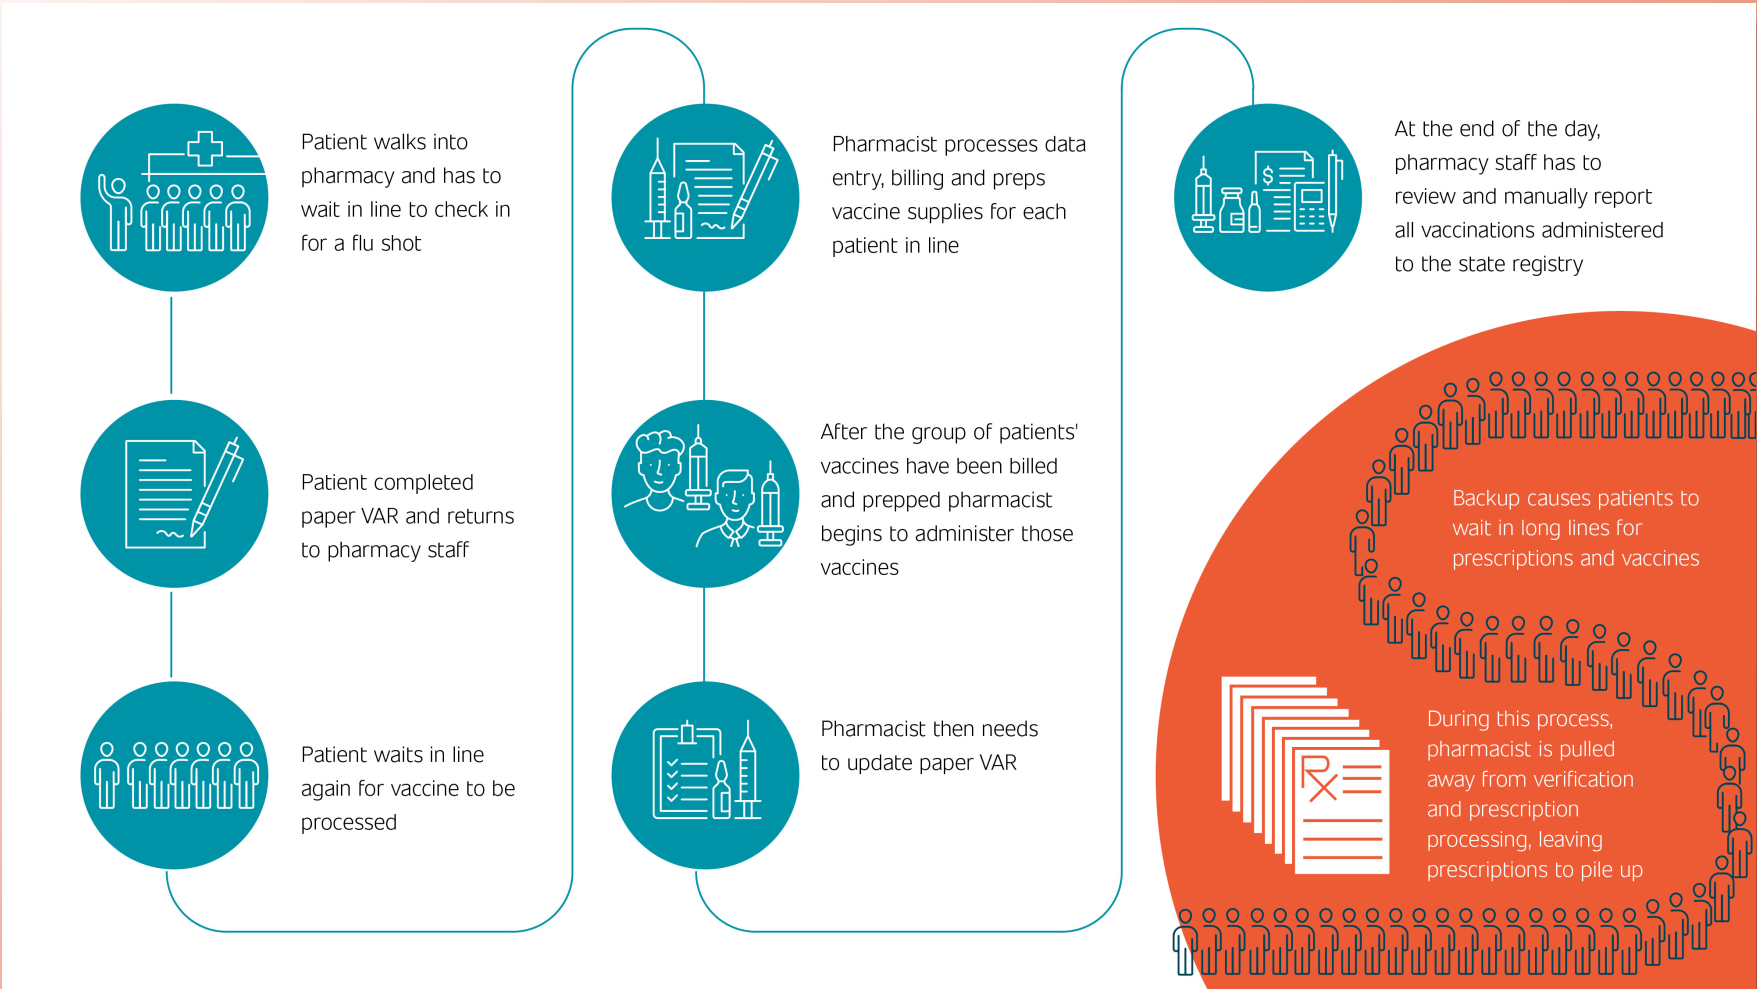 Patient walks into
pharmacy and has to
wait in line to check in
for a flu shot
Patient completed
paper VAR and returns
to pharmacy staff
Patient waits in line
again for vaccine to be
processed
Pharmacist processes data
entry, billing and preps
vaccine supplies for each
patient in line
After the group of patients'
vaccines have been billed
and prepped pharmacist
begins to administer those
vaccines
Pharmacist then needs
to update paper VAR
At the end of the day,
pharmacy staff has to
review and manually report
all vaccinations administered
to the state registry
$
Backup causes patients to
wait in long lines for
prescriptions and vaccines
During this process,
pharmacist is pulled
away from verification
and prescription
processing, leaving
prescriptions to pile up
Rx